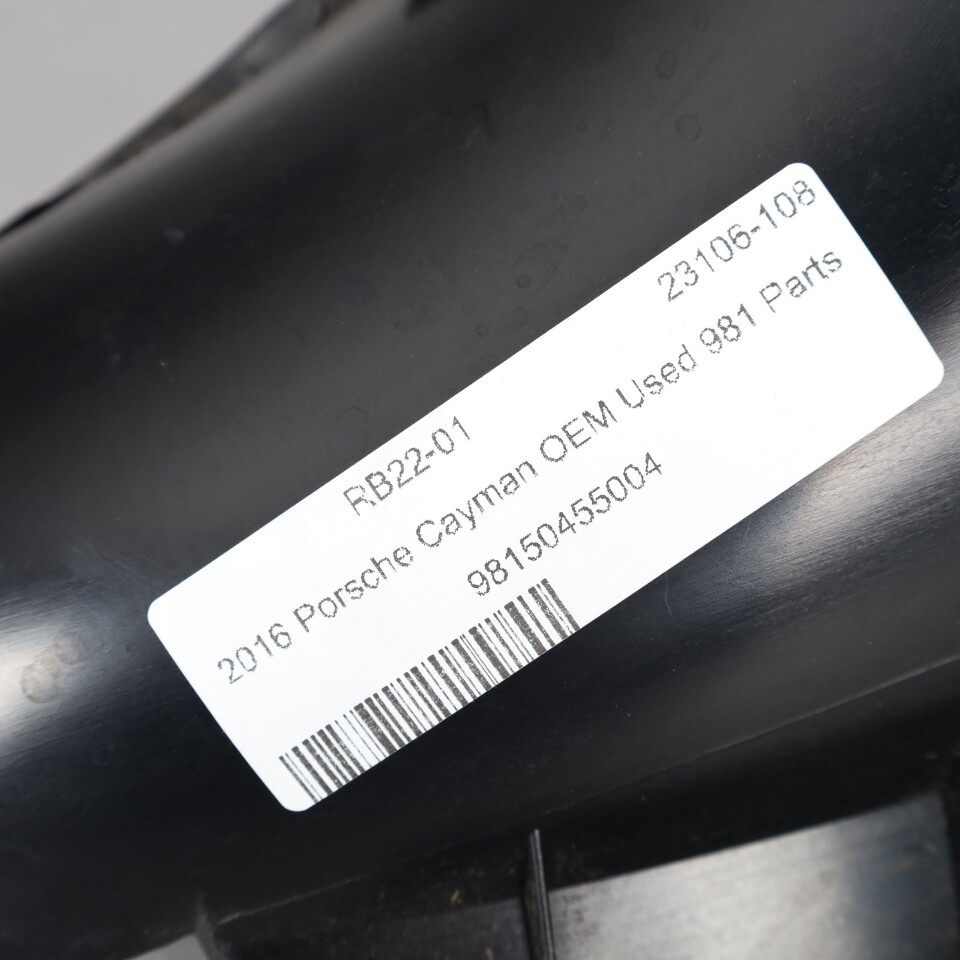 RB22-01 23106-108
2016 Porsche Cayman OEM Used 981 Parts
98150455004